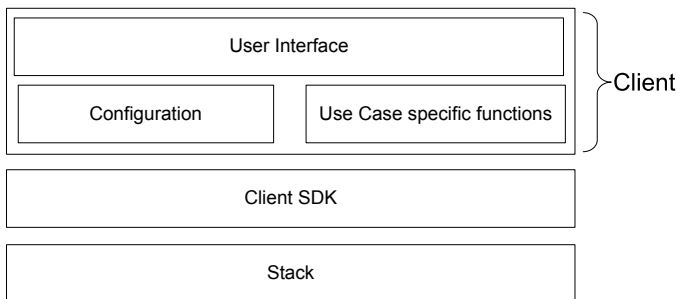 User Interface
Client
Configuration
Use Case specific functions
Client SDK
Stack